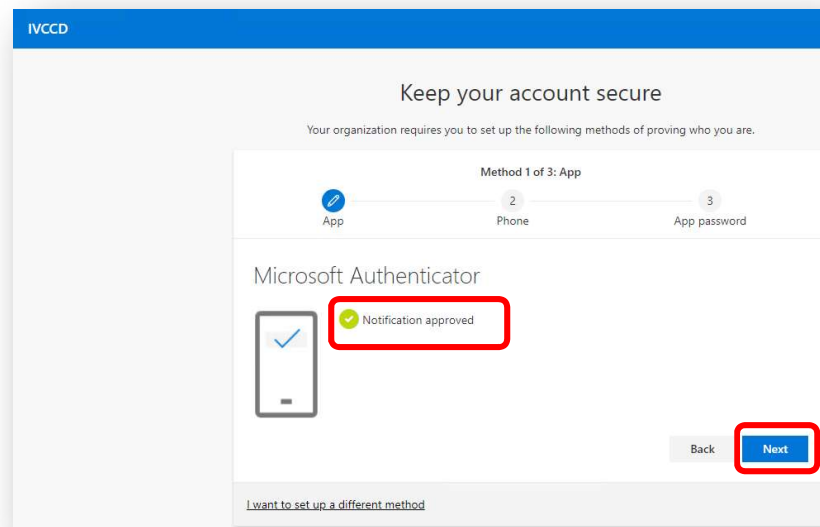 IVCCD
Keep your account secure
Your organization requires you to set up the following methods of proving who you are.
Method 1 of 3: App
2
3
App
Phone
App password
Microsoft Authenticator
Notification approved
Back
Next
I want to set up a different method